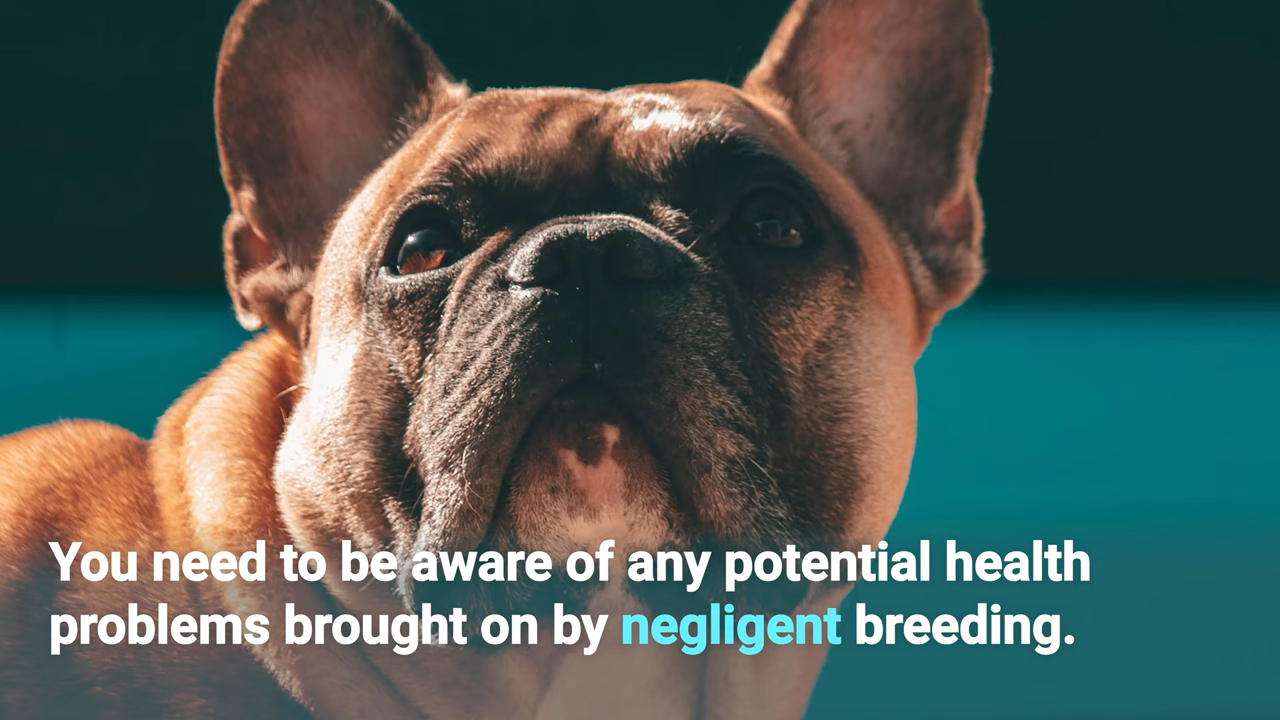 You need to be aware of any potential health
problems brought on by negligent breeding.